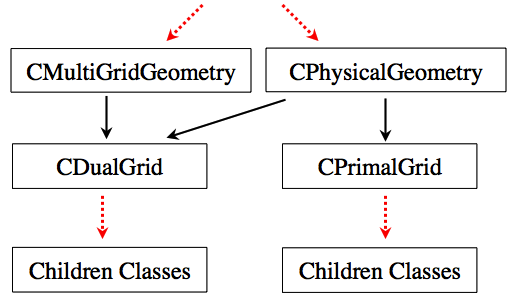 CMultiGridGeometry
CPhysicalGeometry
CDualGrid
CPrimalGrid
Children Classes
Children Classes